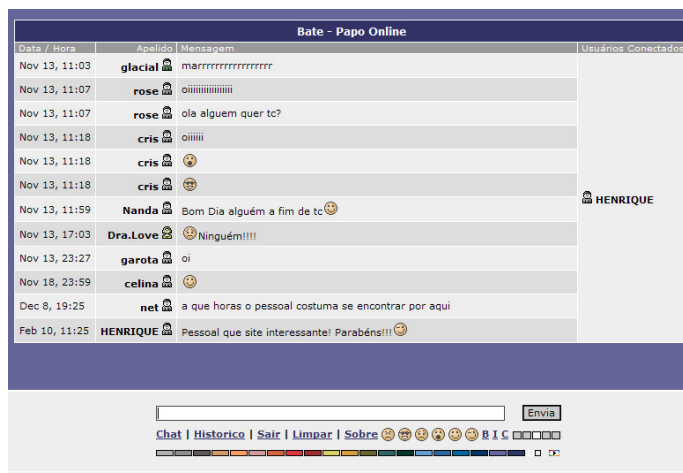 Bate - Papo Online
Data / Hora Apelido Mensagem Usuários Conectados
Nov 13, 11:03 glacial marrrrrrrrrrrrrrrrr
Nov 13, 11:07 rose oiiiiiiiiiiiiiiiii
Nov 13, 11:07 rose ola alguem quer tc?
Nov 13, 11:18 cris oiiiiii
Nov 13, 11:18 cris
Nov 13, 11:18 cris
HENRIQUE
Nov 13, 11:59 Nanda Bom Dia alguém a fim de tc
Nov 13, 17:03 Dra.Love Ninguém!!!!
Nov 13, 23:27 garota oi
Nov 18, 23:59 celina
Dec 8, 19:25 net a que horas o pessoal costuma se encontrar por aqui
Feb 10, 11:25 HENRIQUE Pessoal que site interessante! Parabéns!!!
Envia
Chat | Historico | Sair | Limpar | Sobre B I C